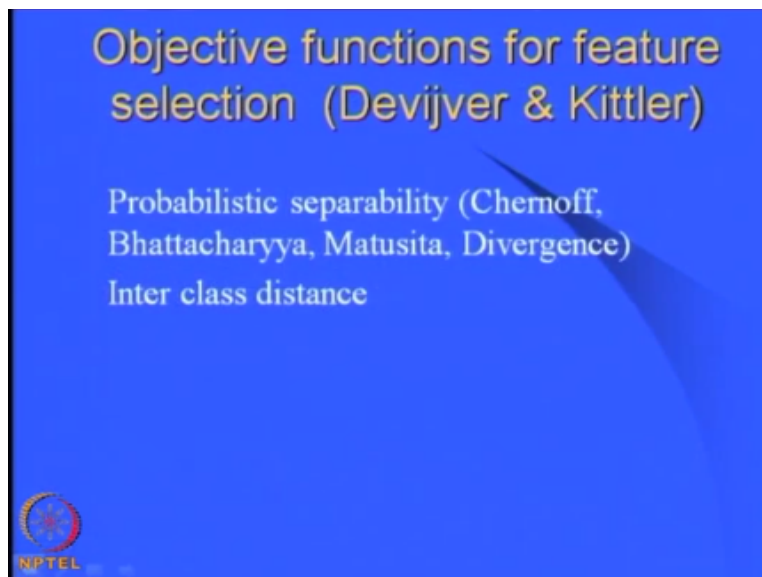 Objective functions for feature
selection (Devijver & Kittler)
Probabilistic separability (Chernoff,
Bhattacharyya, Matusita, Divergence)
Inter class distance
NPTEL